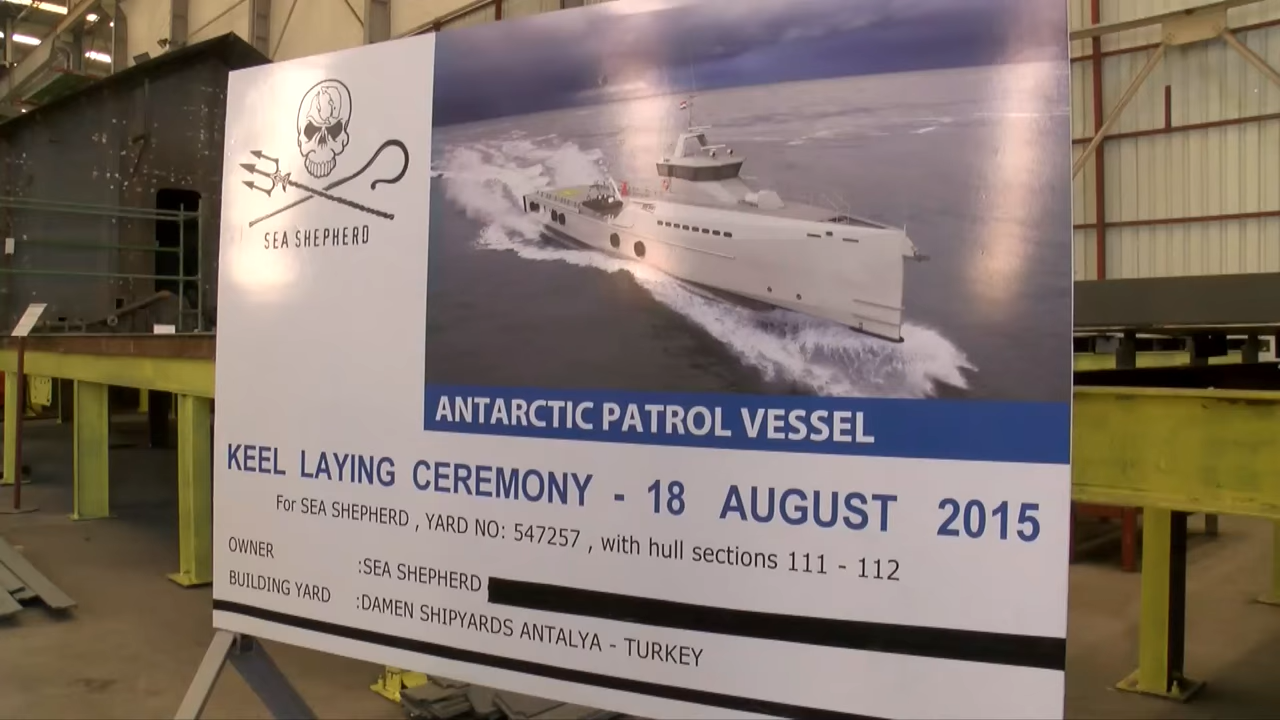 SEA SHEPHERD
ANTARCTIC PATROL VESSEL
KEEL LAYING CEREMONY - 18 AUGUST 2015
For SEA SHEPHERD , YARD NO: 547257 , with hull sections 111 - 112
OWNER :SEA SHEPHERD
BUILDING YARD :DAMEN SHIPYARDS ANTALYA - TURKEY